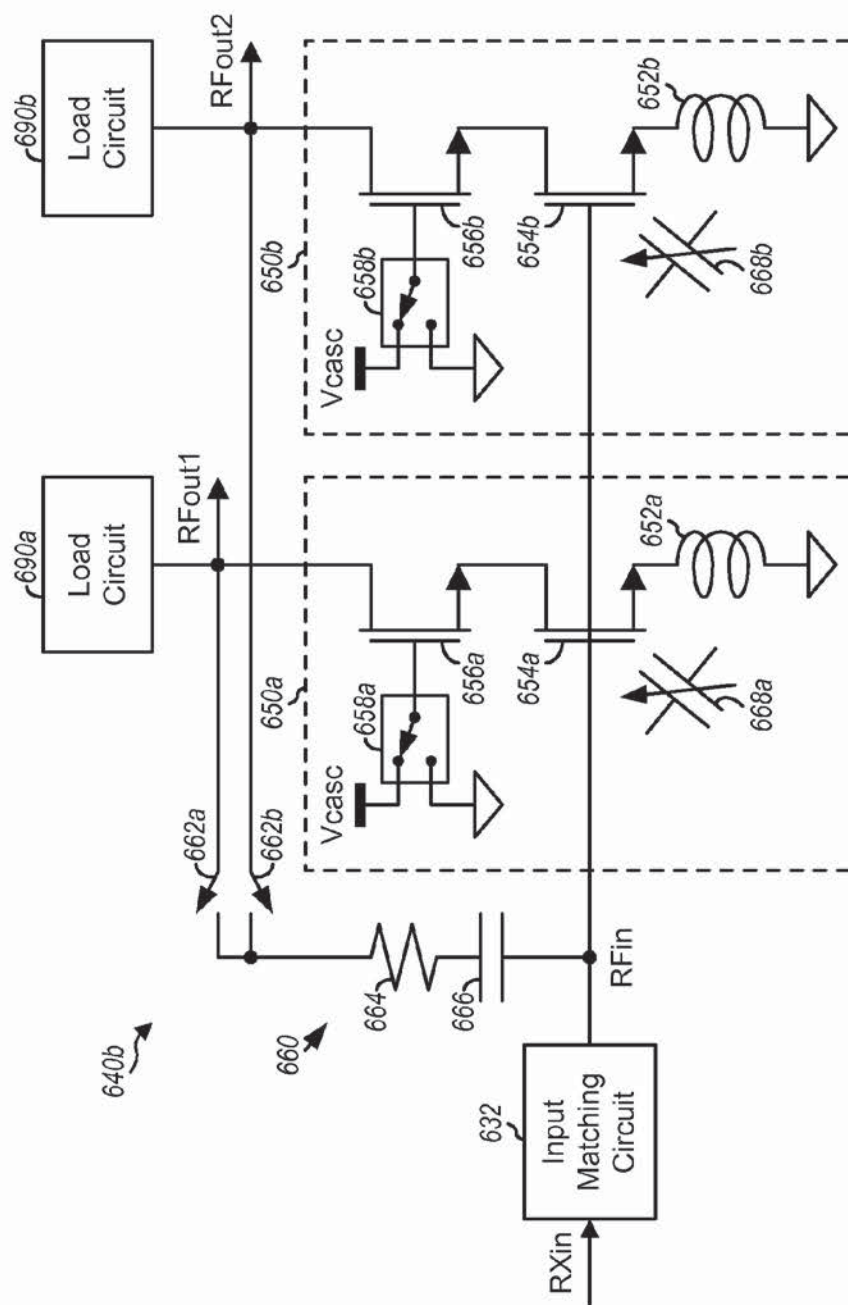 640b
690a
Load
Circuit
690b
Load
Circuit
RFout1
RFout2
662a
662b
660
664
666
650a
Vcasc
658a
656a
654a
652a
668a
650b
Vcasc
658b
656b
654b
652b
668b
RXin
632
Input
Matching
Circuit
RFin